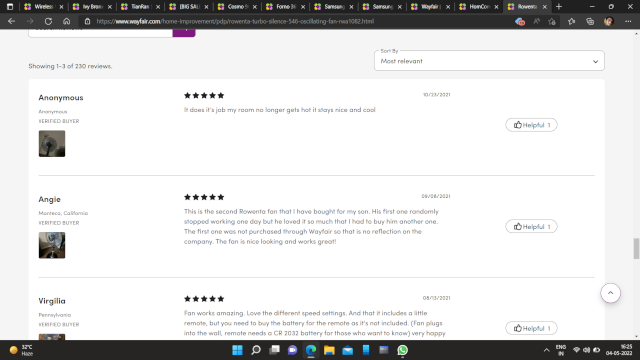 Wireless
Ivy Bron
TianRan
(BIG SAL
Cosmo 9
Forno 30
Samsung
Samsung
Wayfair |
HomCom
Rowenta
https://www.wayfair.com/home-improvement/pdp/rowenta-turbo-silence-546-oscillating-fan-rwa1082.html
Sort By
Showing 1-3 of 230 reviews.
Most relevant
Anonymous
10/23/2021
Anonymous
It does it's job my room no longer gets hot it stays nice and cool
VERIFIED BUYER
Helpful 1
Angie
09/08/2021
Manteca, California
This is the second Rowenta fan that I have bought for my son. His first one randomly
VERIFIED BUYER
stopped working one day but he loved it so much that I had to buy him another one.
The first one was not purchased through Wayfair so that is no reflection on the
company. The fan is nice looking and works great!
Helpful 1
Virgilia
08/13/2021
Pennsylvania
Fan works amazing. Love the different speed settings. And that it includes a little
VERIFIED BUYER
remote, but you need to buy the battery for the remote as it's not included. (Fan plugs
into the wall, remote needs a CR 2032 battery for those who want to know) very happy
Helpful 1
32°C
Haze
ENG
IN
16:25
04-05-2022